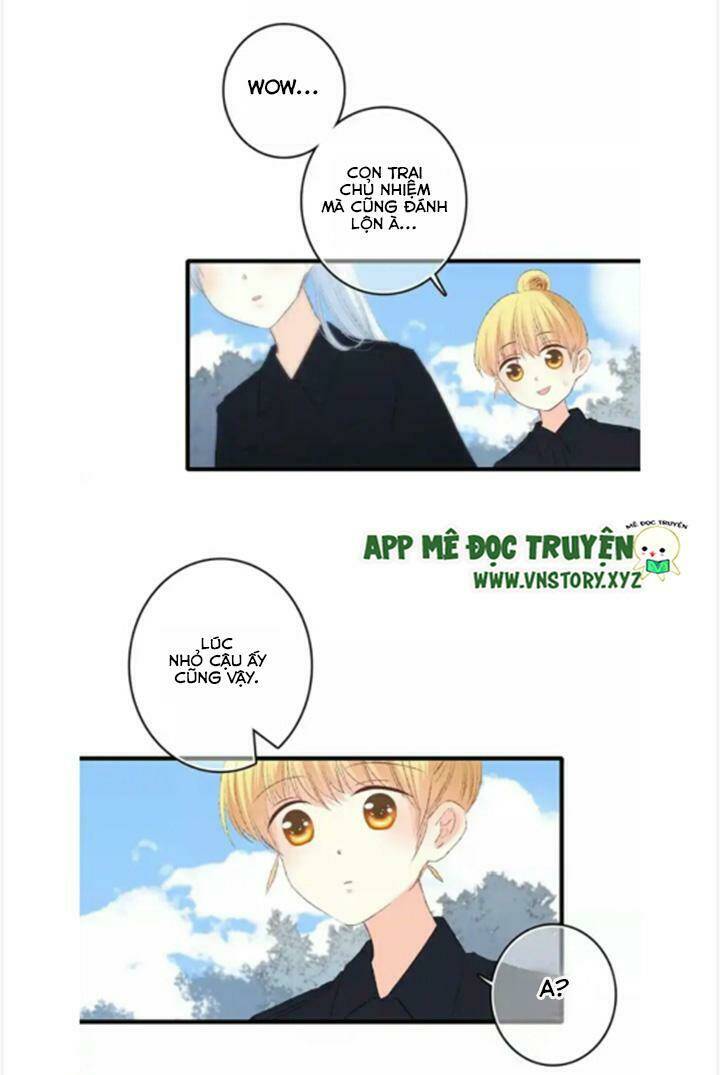 WOW...
CON TRAI
CHỦ NHIỆM
MÀ CŨNG ĐÁNH
LỘN À...
MÊ ĐỌC TRUYỆN
APP MÊ ĐỌC TRUYỆN
WWW.VNSTORY.XYZ
LÚC
NHỎ CẬU ẤY
CŨNG VẬY.
A?